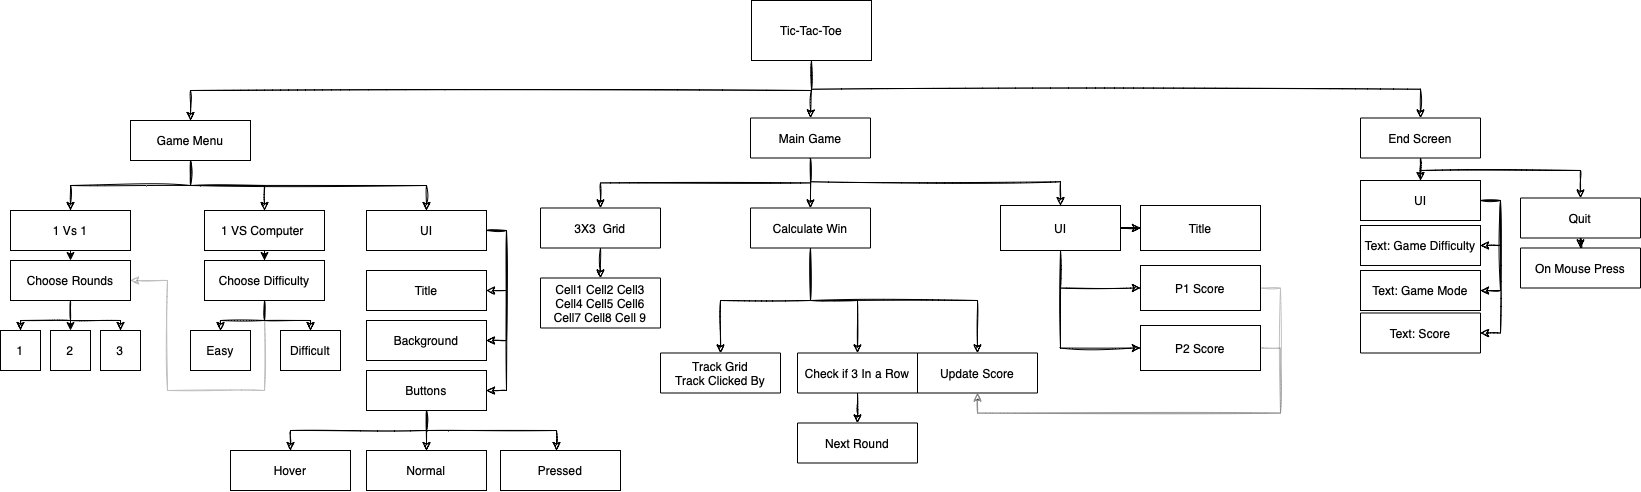 Tic-Tac-Toe
Game Menu
Main Game
End Screen
1 Vs 1
1 VS Computer
UI
3X3 Grid
Calculate Win
UI
Title
UI
Quit
Choose Rounds
Choose Difficulty
Title
Cell1 Cell2 Cell3
Cell4 Cell5 Cell6
Cell7 Cell8 Cell 9
P1 Score
Text: Game Difficulty
On Mouse Press
Text: Game Mode
1
2
3
Easy
Difficult
Background
P2 Score
Text: Score
Buttons
Track Grid
Track Clicked By
Check if 3 In a Row
Update Score
Next Round
Hover
Normal
Pressed